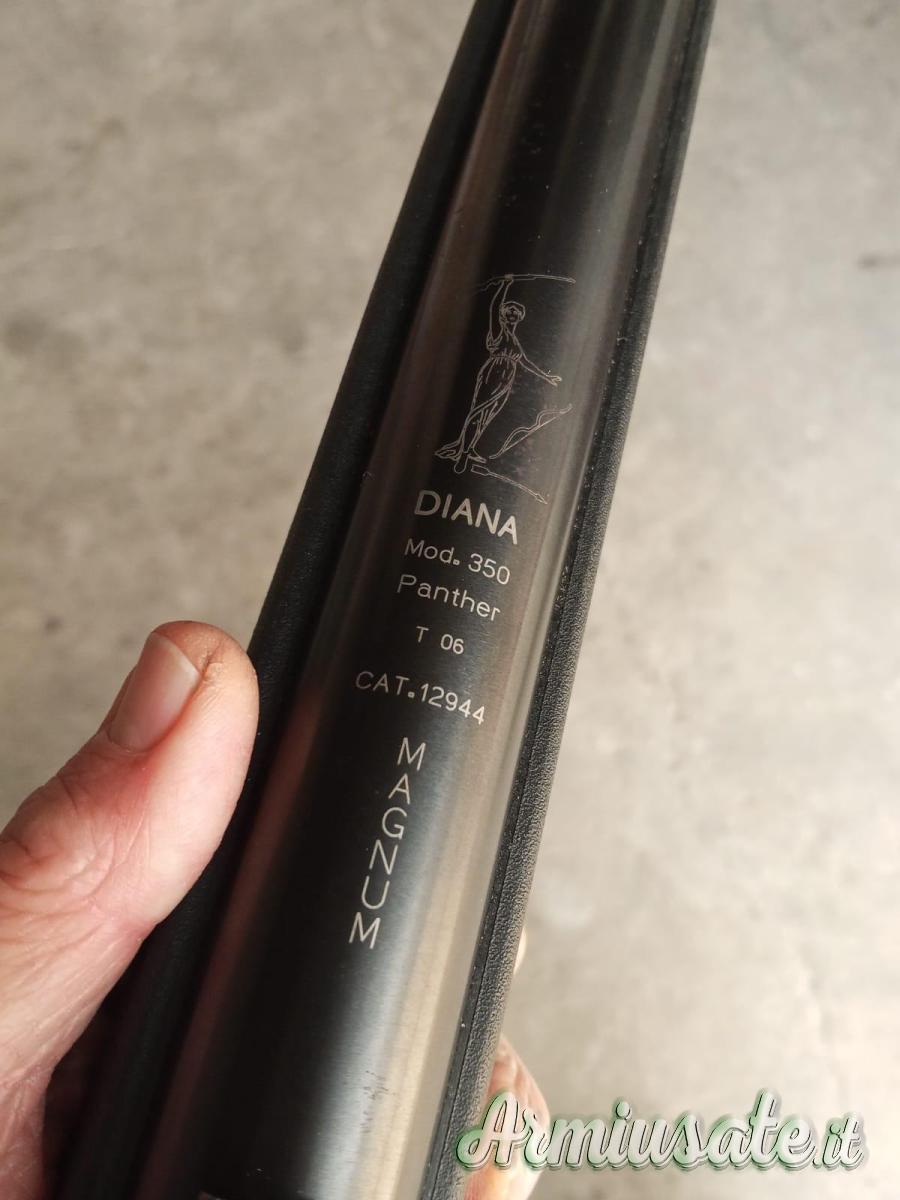 DIANA
Mod. 350
Panther
T 06
CAT. 12944
MAGNUM
Armiusate.it